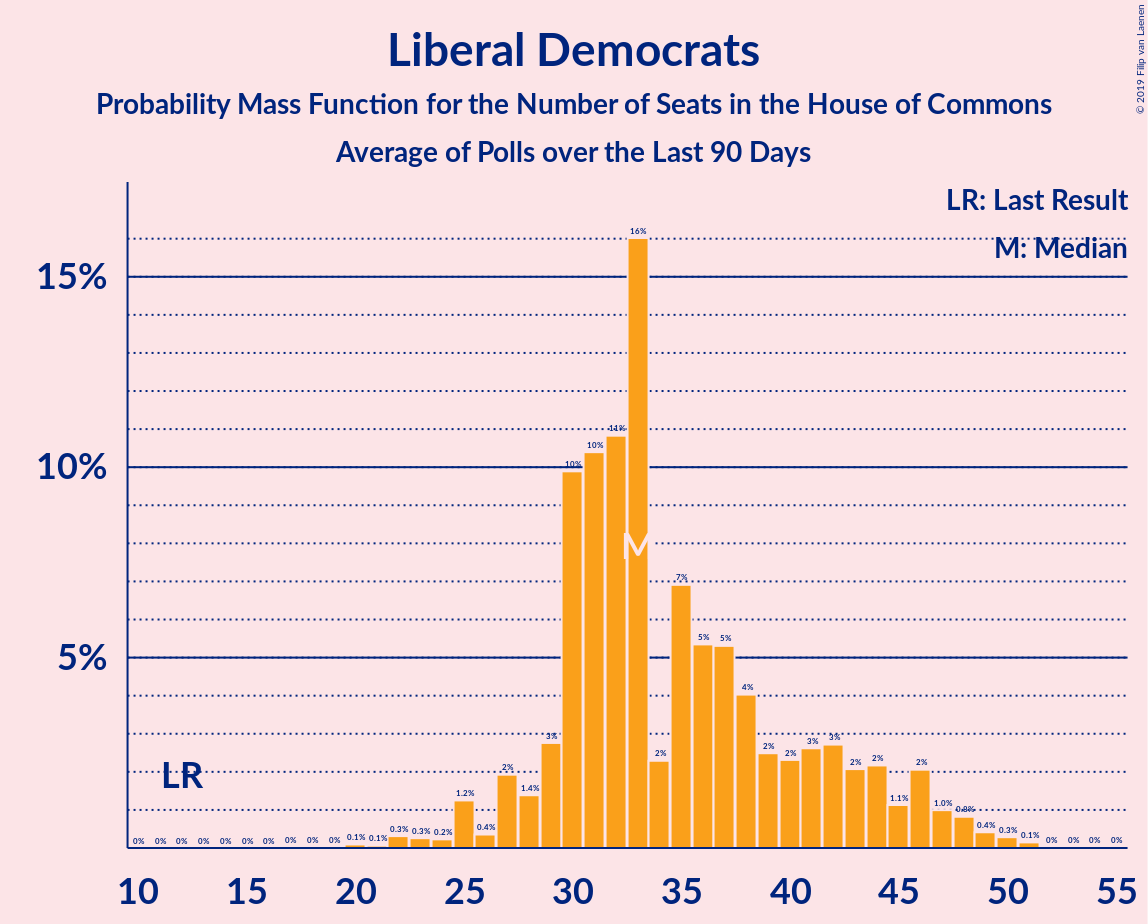 Liberal Democrats
Probability Mass Function for the Number of Seats in the House of Commons
Average of Polls over the Last 90 Days
© 2019 Filip van Laenen
LR: Last Result
M: Median
15%
10%
5%
LR
M
0% 0% 0% 0% 0% 0% 0% 0% 0% 0% 0.1% 0.1% 0.3% 0.3% 0.2% 1.2% 0.4% 2% 1.4% 3% 10% 10% 11% 16% 2% 7% 5% 5% 4% 2% 2% 3% 3% 2% 2% 1.1% 2% 1.0% 0.8% 0.4% 0.3% 0.1% 0% 0% 0% 0%
10 15 20 25 30 35 40 45 50 55